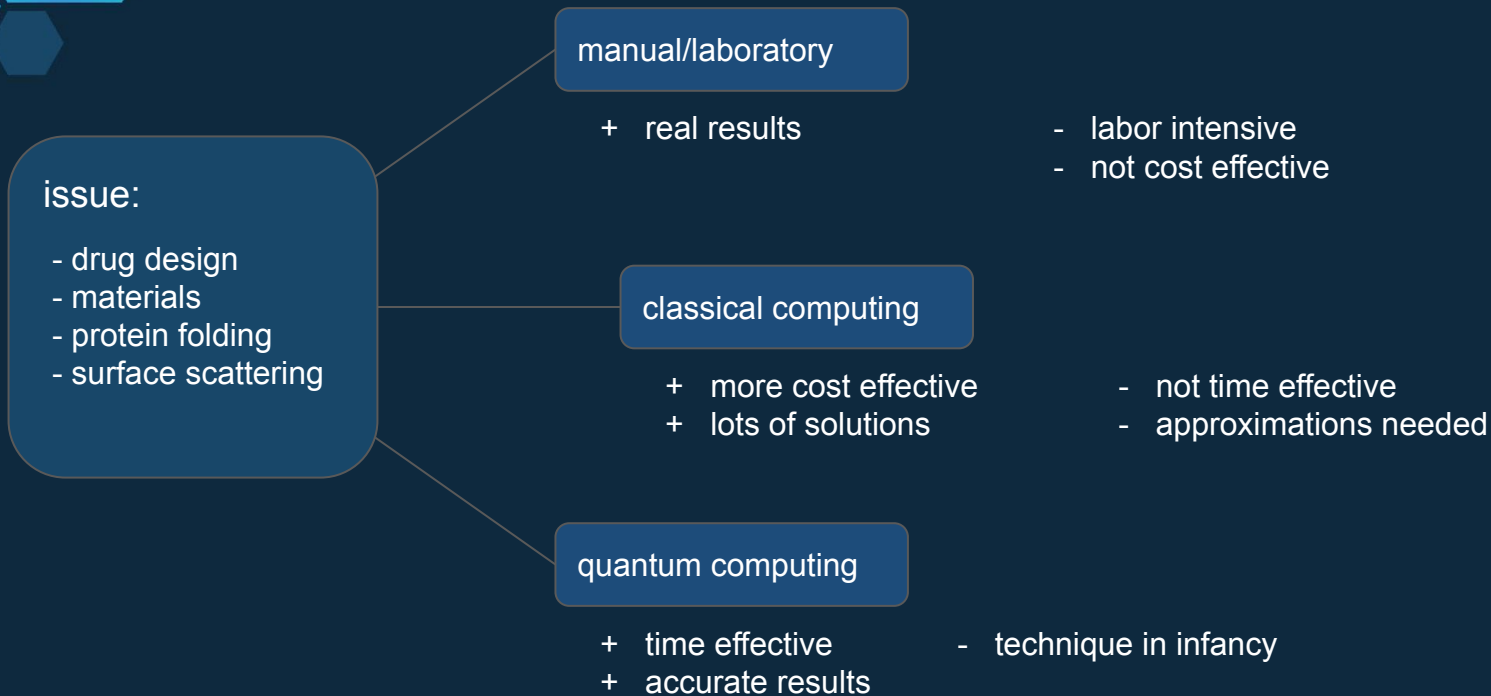 manual/laboratory
+ real results
- labor intensive
- not cost effective
issue:
- drug design
- materials
- protein folding
- surface scattering
classical computing
+ more cost effective
+ lots of solutions
- not time effective
- approximations needed
quantum computing
+ time effective
+ accurate results
- technique in infancy